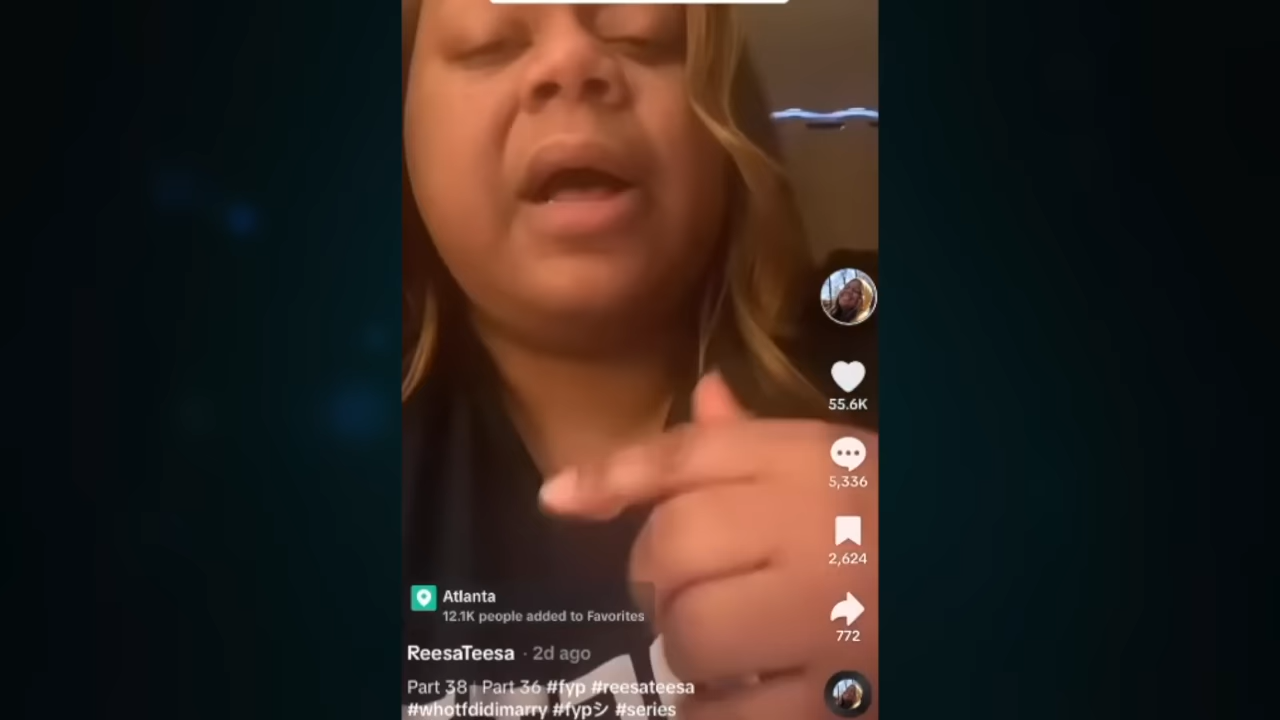 55.6K
5,336
2,624
772
Atlanta
12.1K people added to Favorites
ReesaTeesa · 2d ago
Part 38 | Part 36 #fyp #reesateesa
#whotfdidimarry #fypシ #series